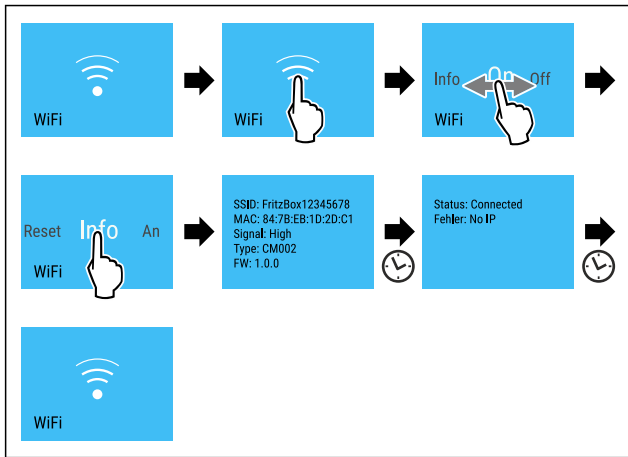 WiFi
WiFi
Info On Off
WiFi
Reset Info An
WiFi
SSID: FritzBox12345678
MAC: 84:7B:EB:1D:2D:C1
Signal: High
Type: CM002
FW: 1.0.0
Status: Connected
Fehler: No IP
WiFi